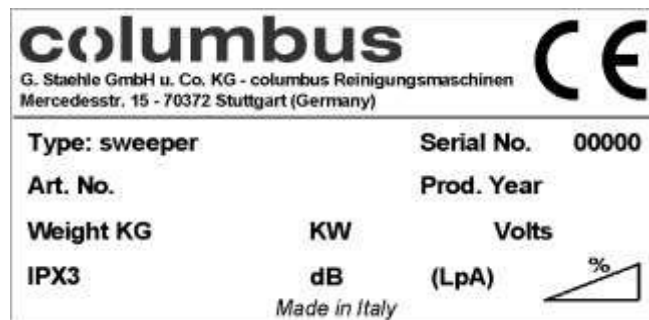 columbus CE
G. Staehle GmbH u. Co. KG - columbus Reinigungsmaschinen
Mercedesstr. 15 - 70372 Stuttgart (Germany)
Type: sweeper Serial No. 00000
Art. No. Prod. Year
Weight KG KW Volts
IPX3 dB (LpA) %
Made in Italy